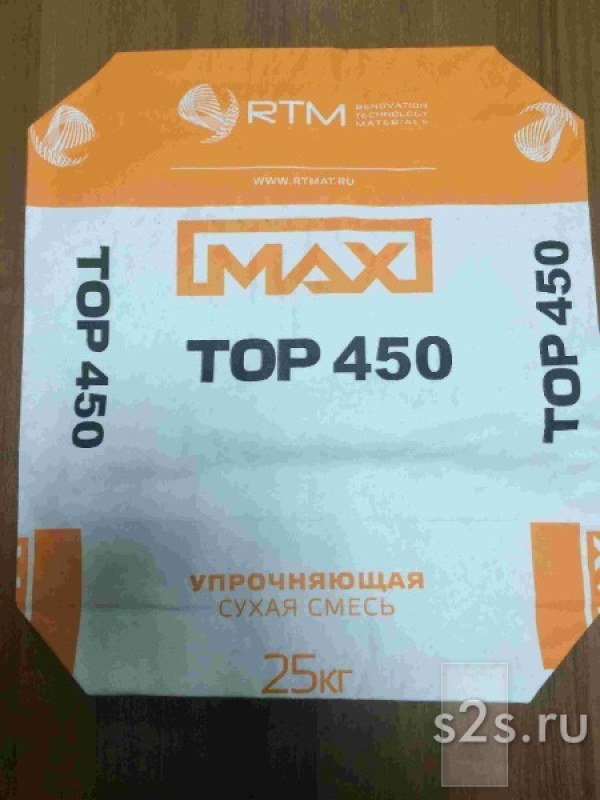 RTM
RENOVATION
TECHNOLOGY
MATERIALS
WWW.RTMAT.RU
MAX
TOP 450
TOP 450
TOP 450
MAX
УПРОЧНЯЮЩАЯ
СУХАЯ СМЕСЬ
25кг
s2s.ru